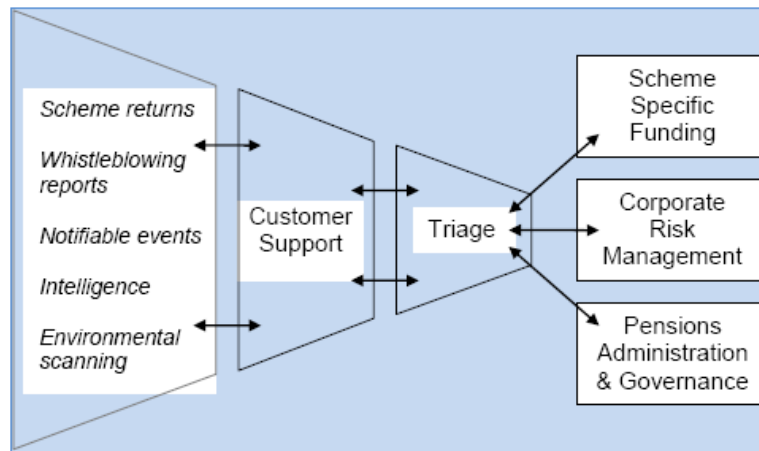 Scheme returns
Whistleblowing
reports
Notifiable events
Intelligence
Environmental
scanning
Customer
Support
Triage
Scheme
Specific
Funding
Corporate
Risk
Management
Pensions
Administration
& Governance